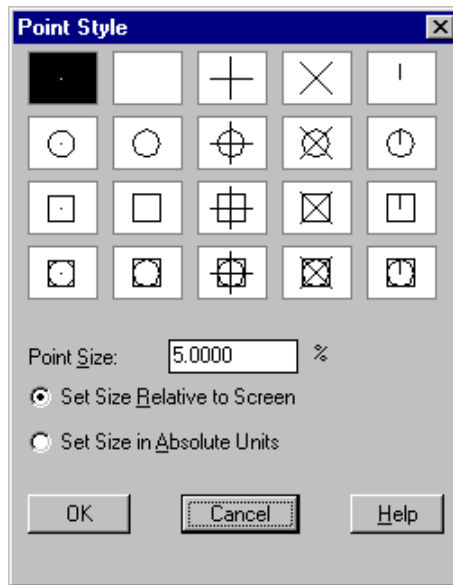 Point Style
Point Size: 5.0000 %
Set Size Relative to Screen
Set Size in Absolute Units
OK Cancel Help